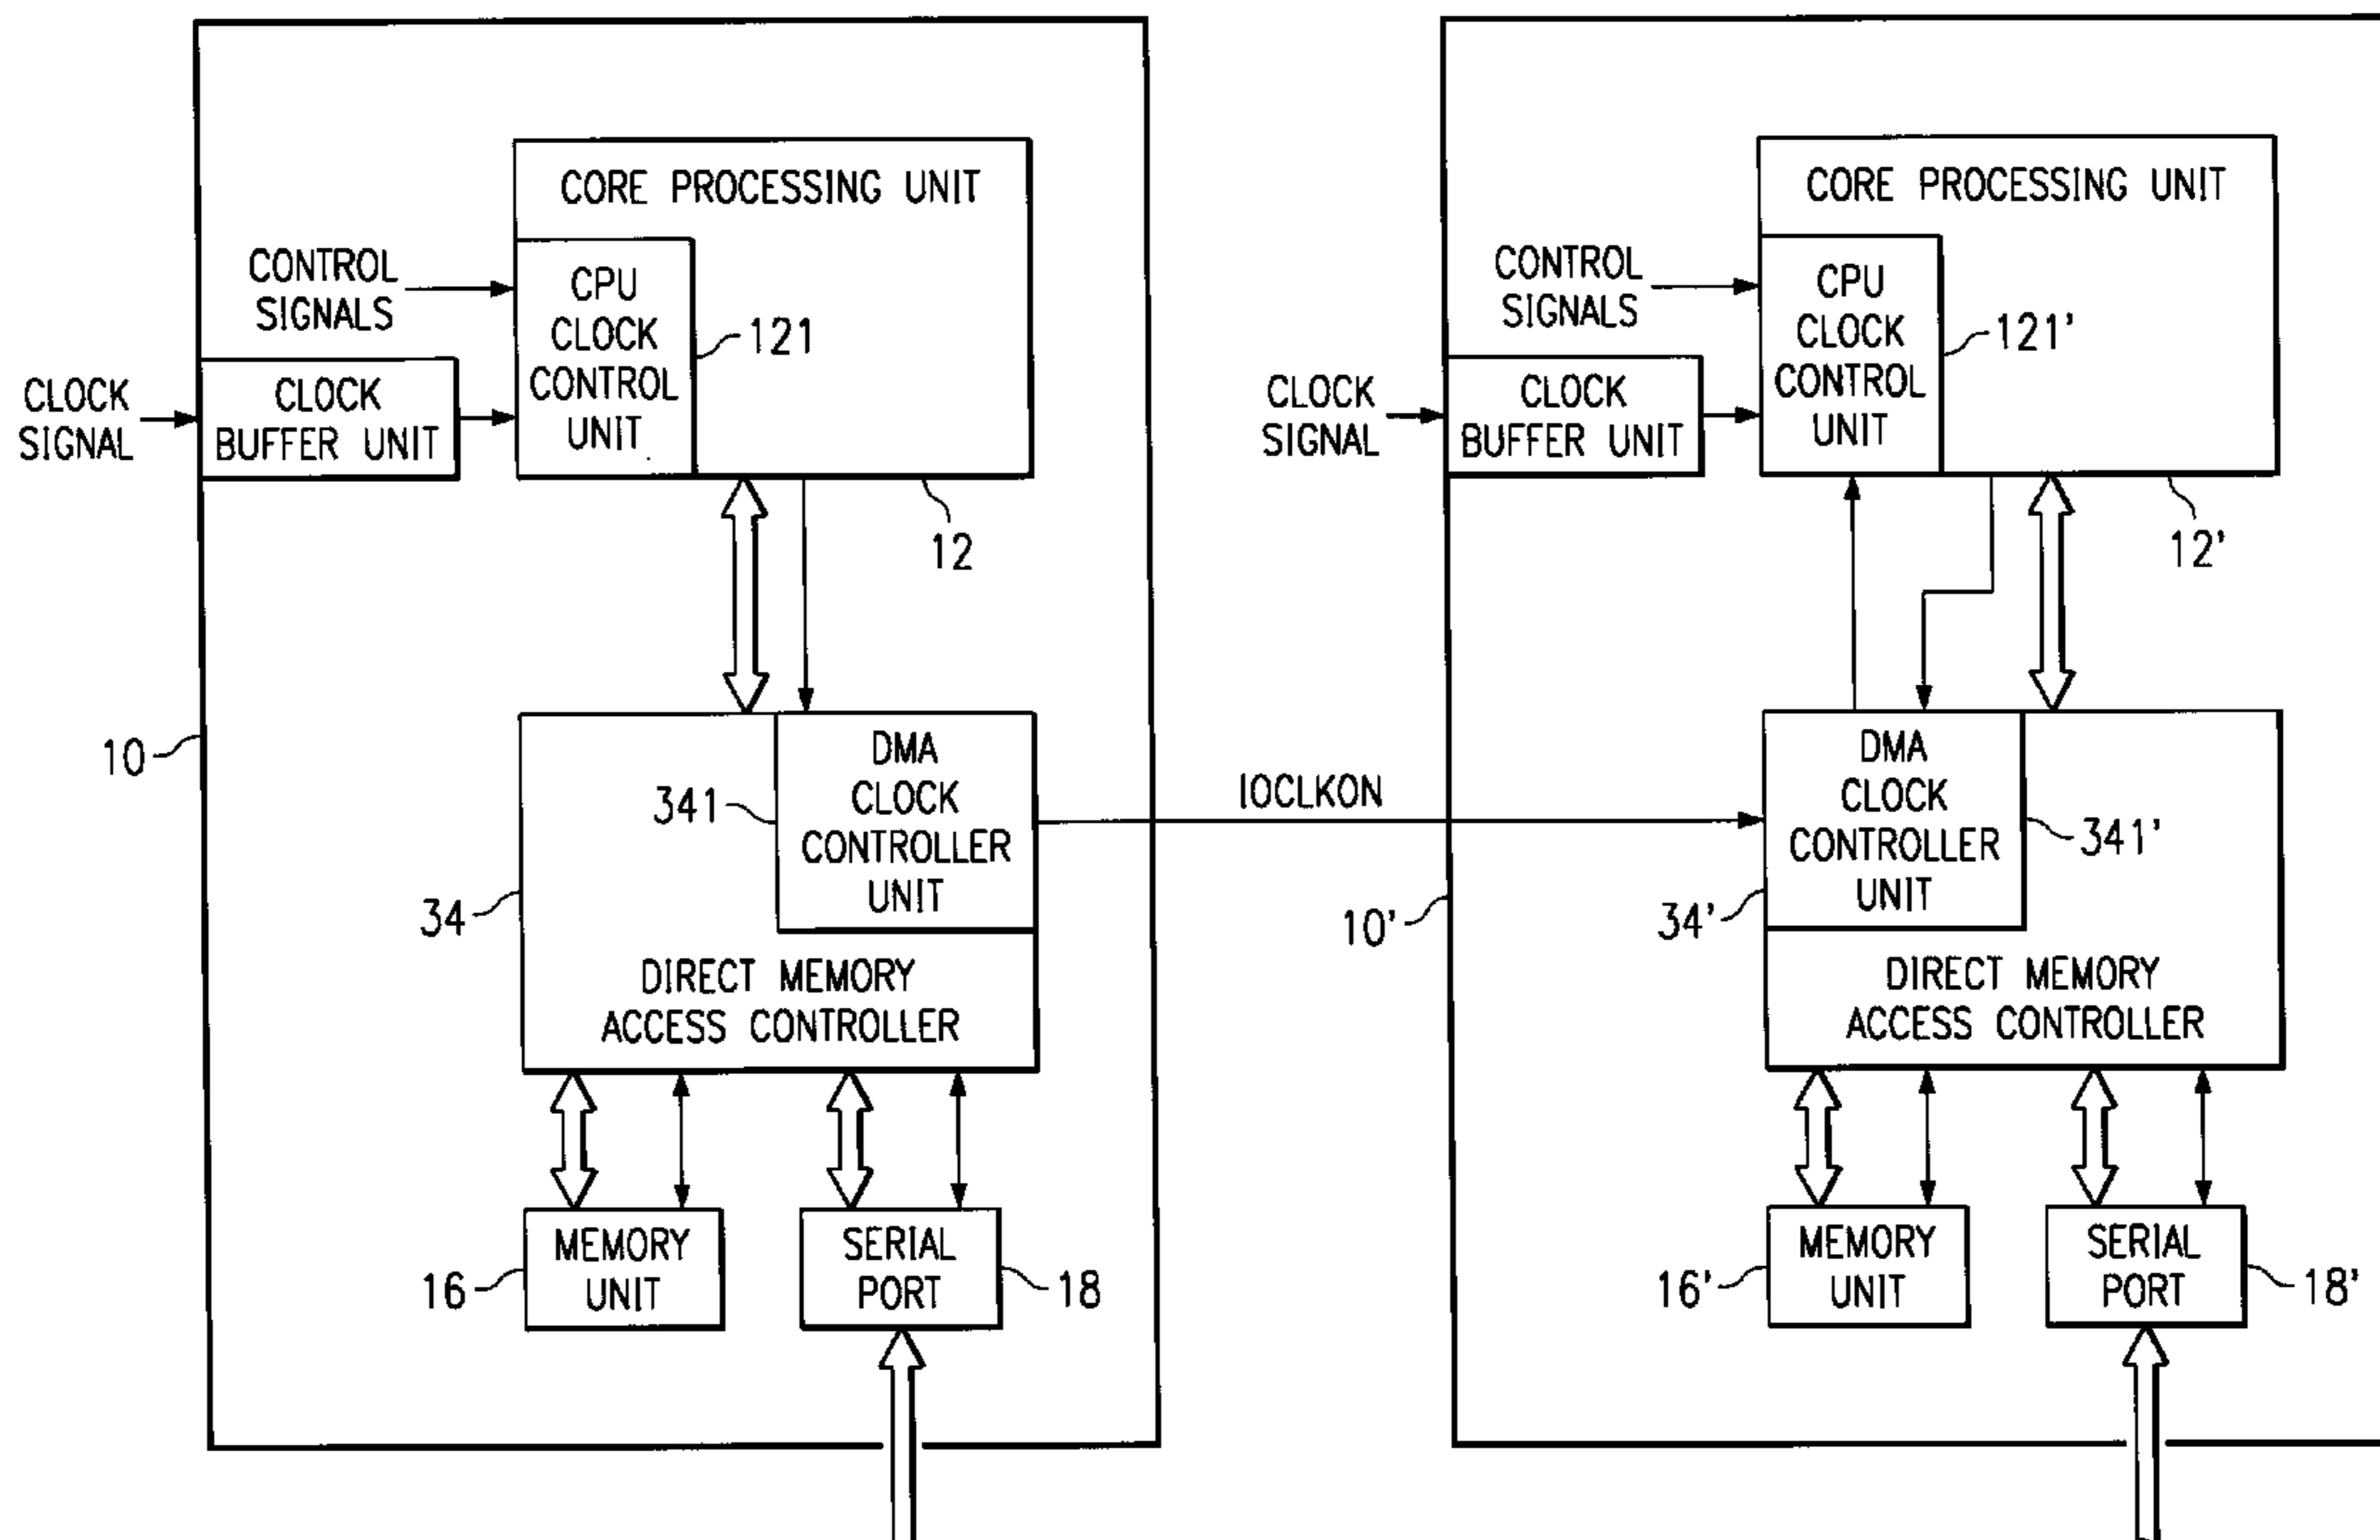 CORE PROCESSING UNIT
CONTROL
SIGNALS
CPU
CLOCK
CONTROL
UNIT
121
CLOCK
SIGNAL
CLOCK
BUFFER UNIT
12
10
DMA
CLOCK
CONTROLLER
UNIT
341
34
DIRECT MEMORY
ACCESS CONTROLLER
MEMORY
UNIT
16
SERIAL
PORT
18
IOCLKON
CORE PROCESSING UNIT
CONTROL
SIGNALS
CPU
CLOCK
CONTROL
UNIT
121'
CLOCK
SIGNAL
CLOCK
BUFFER UNIT
12'
10'
DMA
CLOCK
CONTROLLER
UNIT
341'
34'
DIRECT MEMORY
ACCESS CONTROLLER
MEMORY
UNIT
16'
SERIAL
PORT
18'